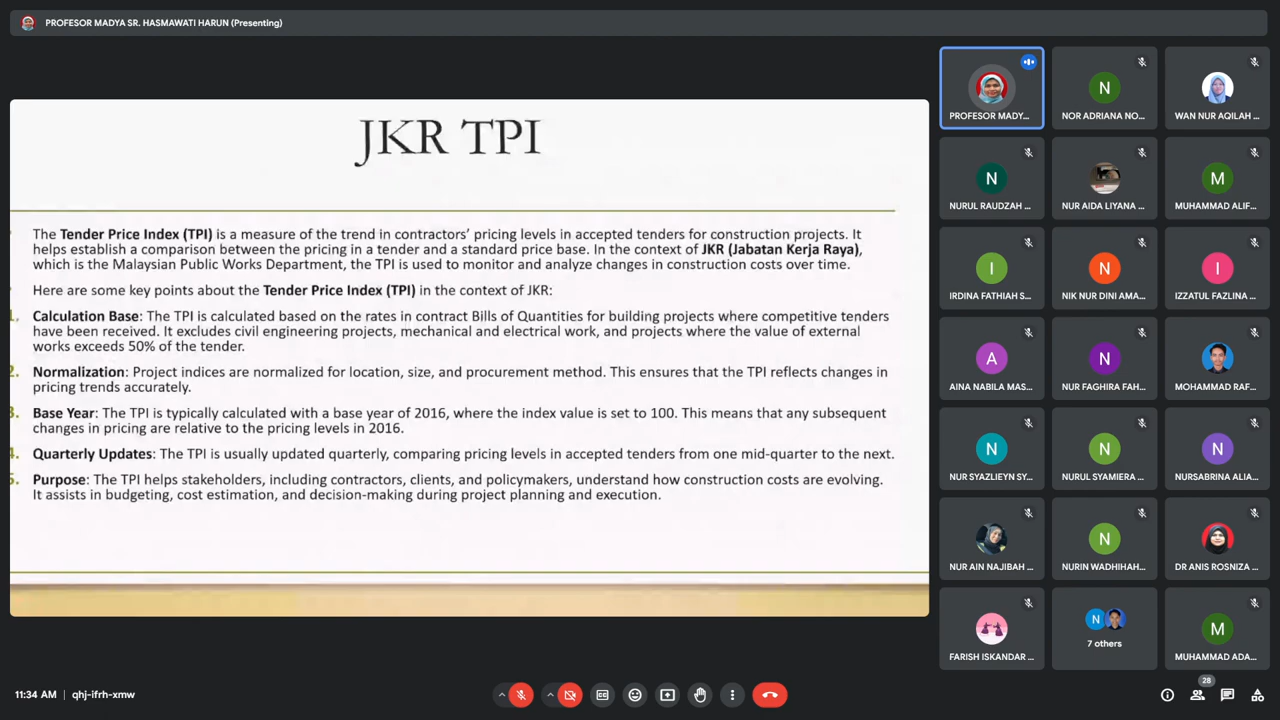 PROFESOR MADYA SR. HASMAWATI HARUN (Presenting)
JKR TPI
The Tender Price Index (TPI) is a measure of the trend in contractors' pricing levels in accepted tenders for construction projects. It
helps establish a comparison between the pricing in a tender and a standard price base. In the context of JKR (Jabatan Kerja Raya),
which is the Malaysian Public Works Department, the TPI is used to monitor and analyze changes in construction costs over time.
Here are some key points about the Tender Price Index (TPI) in the context of JKR:
1. Calculation Base: The TPI is calculated based on the rates in contract Bills of Quantities for building projects where competitive tenders
have been received. It excludes civil engineering projects, mechanical and electrical work, and projects where the value of external
works exceeds 50% of the tender.
2. Normalization: Project indices are normalized for location, size, and procurement method. This ensures that the TPI reflects changes in
pricing trends accurately.
3. Base Year: The TPI is typically calculated with a base year of 2016, where the index value is set to 100. This means that any subsequent
changes in pricing are relative to the pricing levels in 2016.
4. Quarterly Updates: The TPI is usually updated quarterly, comparing pricing levels in accepted tenders from one mid-quarter to the next.
5. Purpose: The TPI helps stakeholders, including contractors, clients, and policymakers, understand how construction costs are evolving.
It assists in budgeting, cost estimation, and decision-making during project planning and execution.
PROFESOR MADY...
N
NOR ADRIANA NO...
WAN NUR AQILAH ...
N
NURUL RAUDZAH ...
NUR AIDA LIYANA ...
M
MUHAMMAD ALIF...
I
IRDINA FATHIAH S...
N
NIK NUR DINI AMA...
I
IZZATUL FAZLINA ...
A
AINA NABILA MAS...
N
NUR FAGHIRA FAH...
MOHAMMAD RAF...
N
NUR SYAZLIEYN SY...
N
NURUL SYAMIERA ...
N
NURSABRINA ALIA...
NUR AIN NAJIBAH ...
N
NURIN WADHIHAH...
DR ANIS ROSNIZA ...
FARISH ISKANDAR ...
N
7 others
M
MUHAMMAD ADA...
11:34 AM | qhj-ifrh-xmw
28